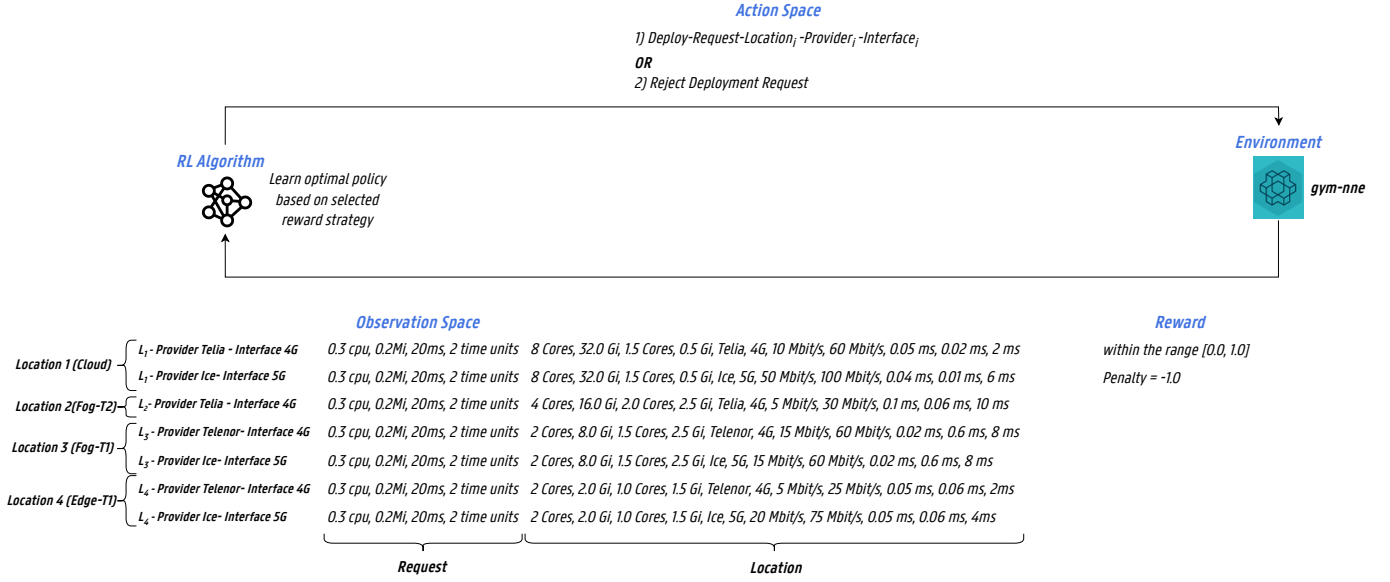 Action Space
1) Deploy-Request-Locationi -Provideri -Interfacei
OR
2) Reject Deployment Request
Environment
gym-nne
RL Algorithm
Learn optimal policy
based on selected
reward strategy
Observation Space
Reward
Location 1 (Cloud)
L1 - Provider Telia - Interface 4G 0.3 cpu, 0.2Mi, 20ms, 2 time units 8 Cores, 32.0 Gi, 1.5 Cores, 0.5 Gi, Telia, 4G, 10 Mbit/s, 60 Mbit/s, 0.05 ms, 0.02 ms, 2 ms
L1 - Provider Ice- Interface 5G 0.3 cpu, 0.2Mi, 20ms, 2 time units 8 Cores, 32.0 Gi, 1.5 Cores, 0.5 Gi, Ice, 5G, 50 Mbit/s, 100 Mbit/s, 0.04 ms, 0.01 ms, 6 ms
within the range [0.0, 1.0]
Penalty = -1.0
Location 2(Fog-T2)
L2- Provider Telia - Interface 4G 0.3 cpu, 0.2Mi, 20ms, 2 time units 4 Cores, 16.0 Gi, 2.0 Cores, 2.5 Gi, Telia, 4G, 5 Mbit/s, 30 Mbit/s, 0.1 ms, 0.06 ms, 10 ms
Location 3 (Fog-T1)
L3 - Provider Telenor- Interface 4G 0.3 cpu, 0.2Mi, 20ms, 2 time units 2 Cores, 8.0 Gi, 1.5 Cores, 2.5 Gi, Telenor, 4G, 15 Mbit/s, 60 Mbit/s, 0.02 ms, 0.6 ms, 8 ms
L3 - Provider Ice- Interface 5G 0.3 cpu, 0.2Mi, 20ms, 2 time units 2 Cores, 8.0 Gi, 1.5 Cores, 2.5 Gi, Ice, 5G, 15 Mbit/s, 60 Mbit/s, 0.02 ms, 0.6 ms, 8 ms
Location 4 (Edge-T1)
L4 - Provider Telenor- Interface 4G 0.3 cpu, 0.2Mi, 20ms, 2 time units 2 Cores, 2.0 Gi, 1.0 Cores, 1.5 Gi, Telenor, 4G, 5 Mbit/s, 25 Mbit/s, 0.05 ms, 0.06 ms, 2ms
L4 - Provider Ice- Interface 5G 0.3 cpu, 0.2Mi, 20ms, 2 time units 2 Cores, 2.0 Gi, 1.0 Cores, 1.5 Gi, Ice, 5G, 20 Mbit/s, 75 Mbit/s, 0.05 ms, 0.06 ms, 4ms
Request
Location